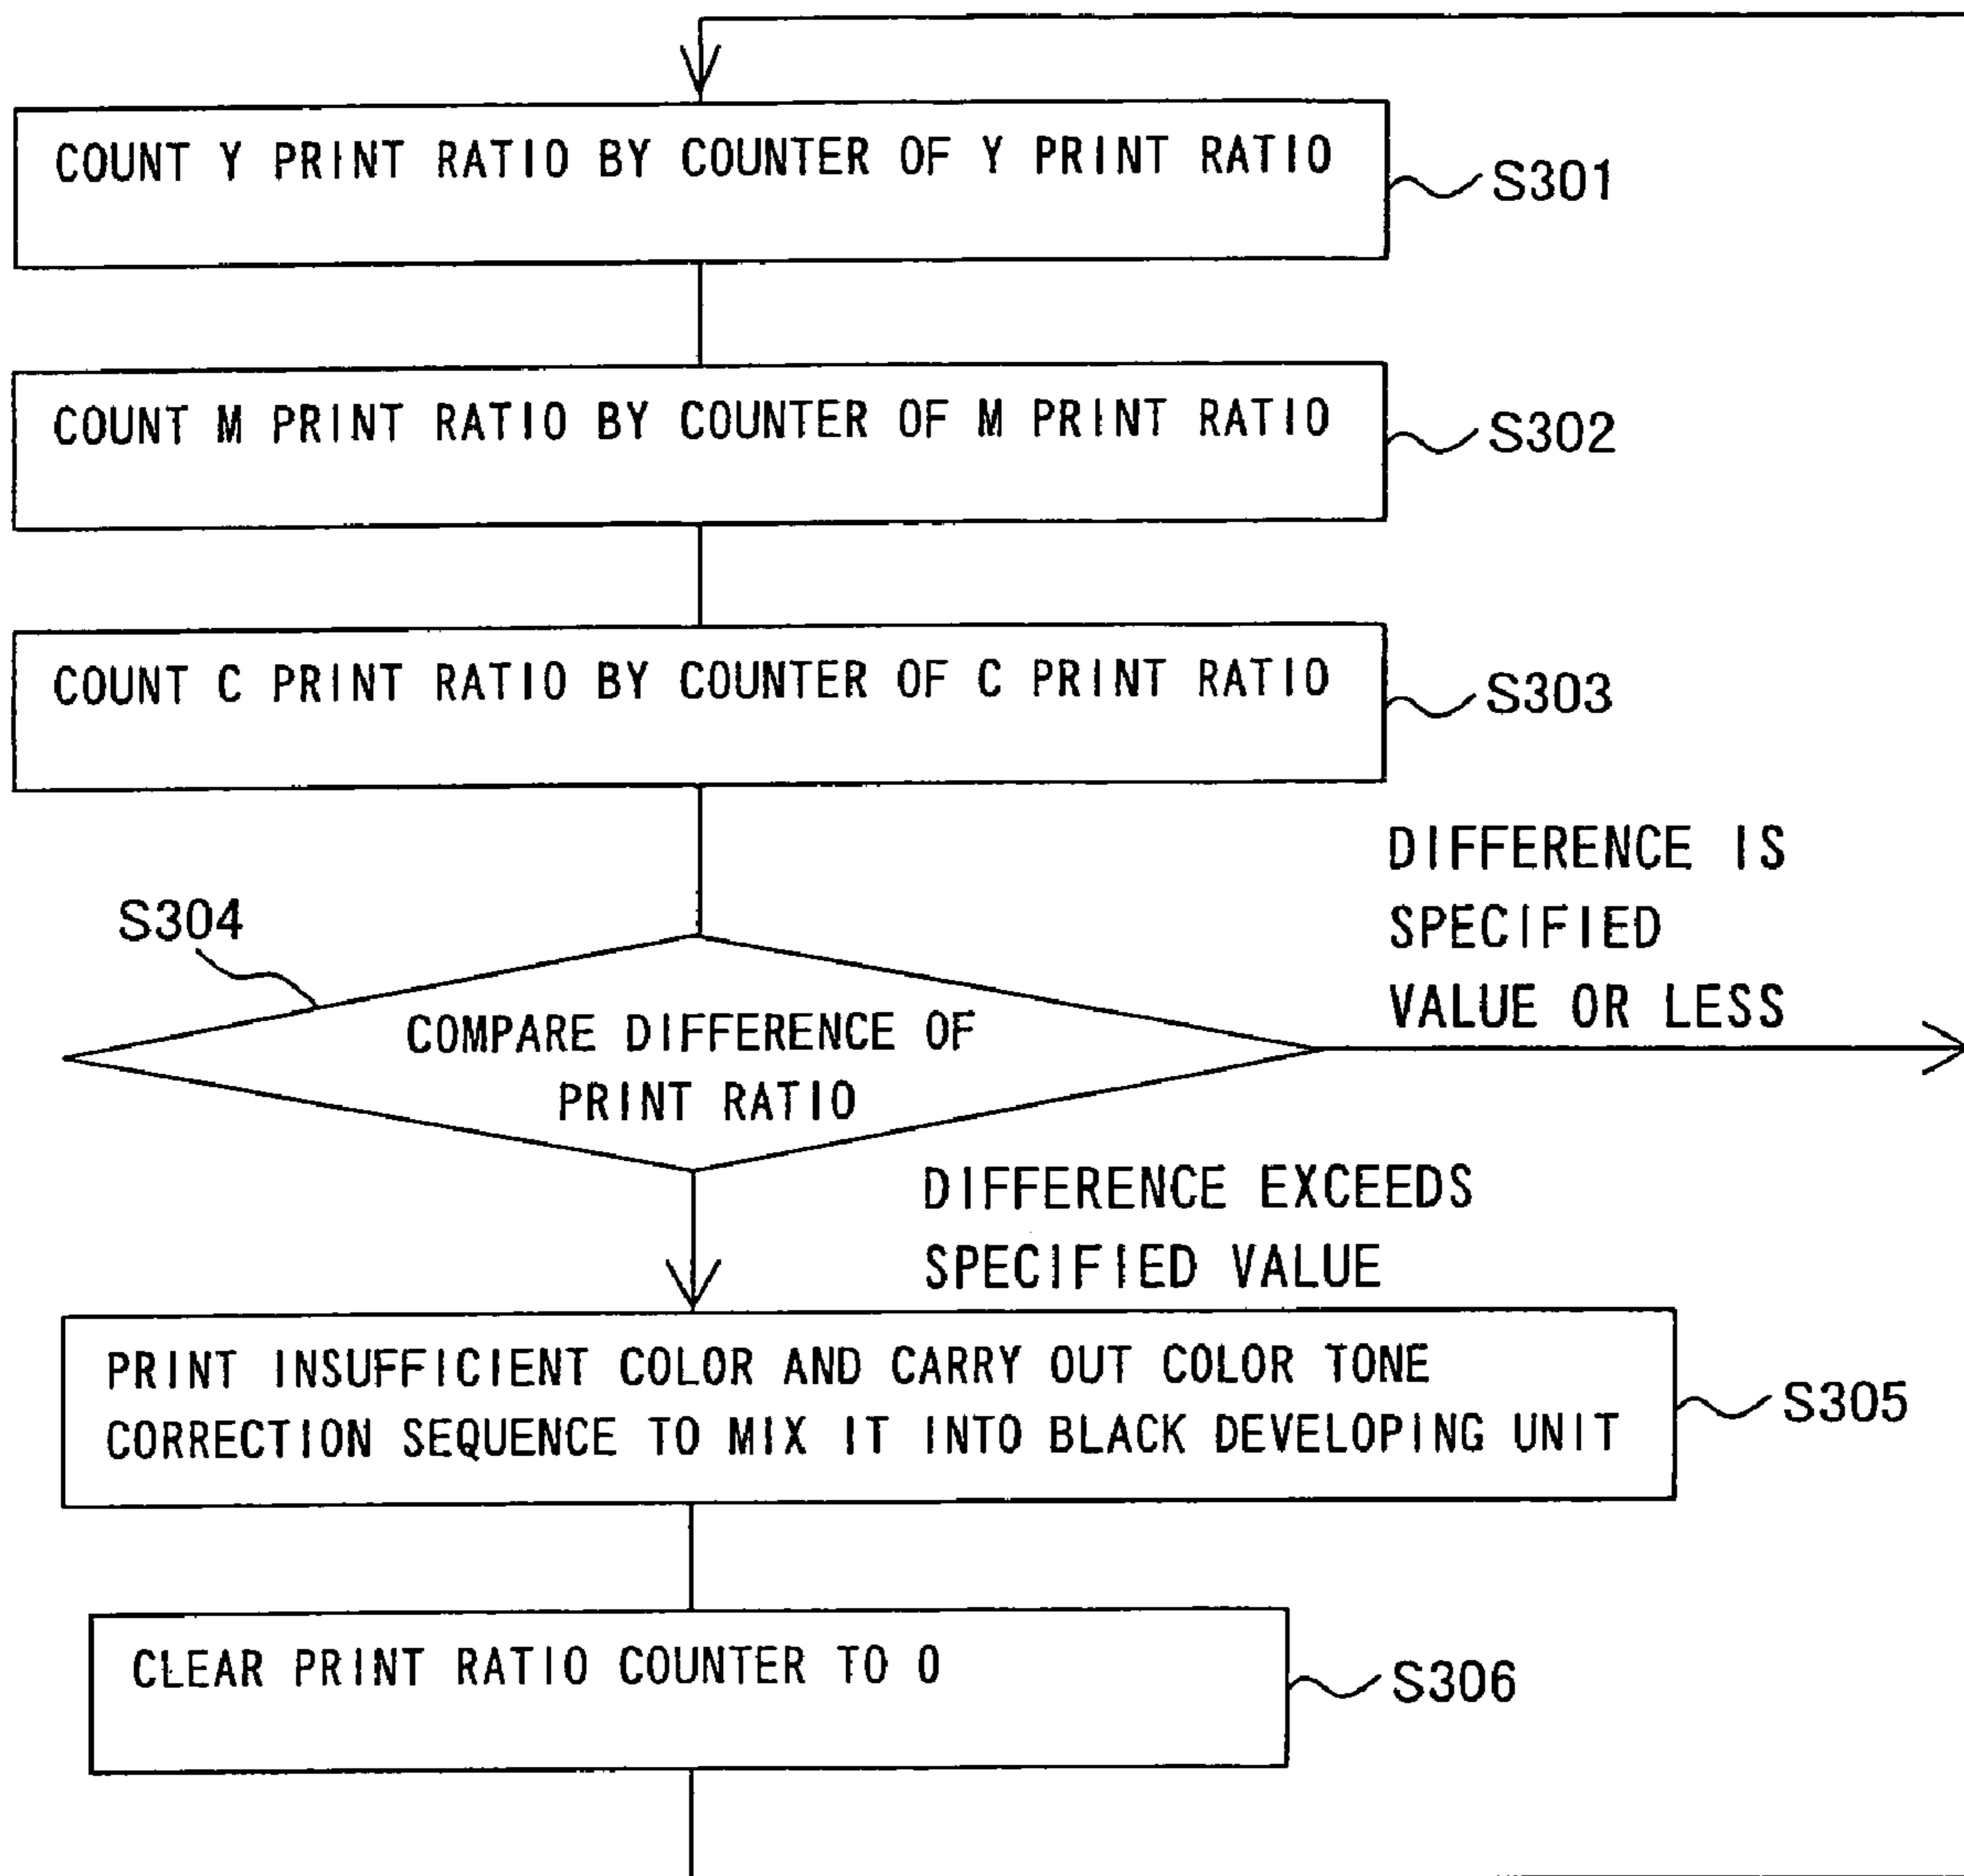 COUNT Y PRINT RATIO BY COUNTER OF Y PRINT RATIO
S301
COUNT M PRINT RATIO BY COUNTER OF M PRINT RATIO
S302
COUNT C PRINT RATIO BY COUNTER OF C PRINT RATIO
S303
DIFFERENCE IS
SPECIFIED
VALUE OR LESS
S304
COMPARE DIFFERENCE OF
PRINT RATIO
DIFFERENCE EXCEEDS
SPECIFIED VALUE
PRINT INSUFFICIENT COLOR AND CARRY OUT COLOR TONE
CORRECTION SEQUENCE TO MIX IT INTO BLACK DEVELOPING UNIT
S305
CLEAR PRINT RATIO COUNTER TO 0
S306